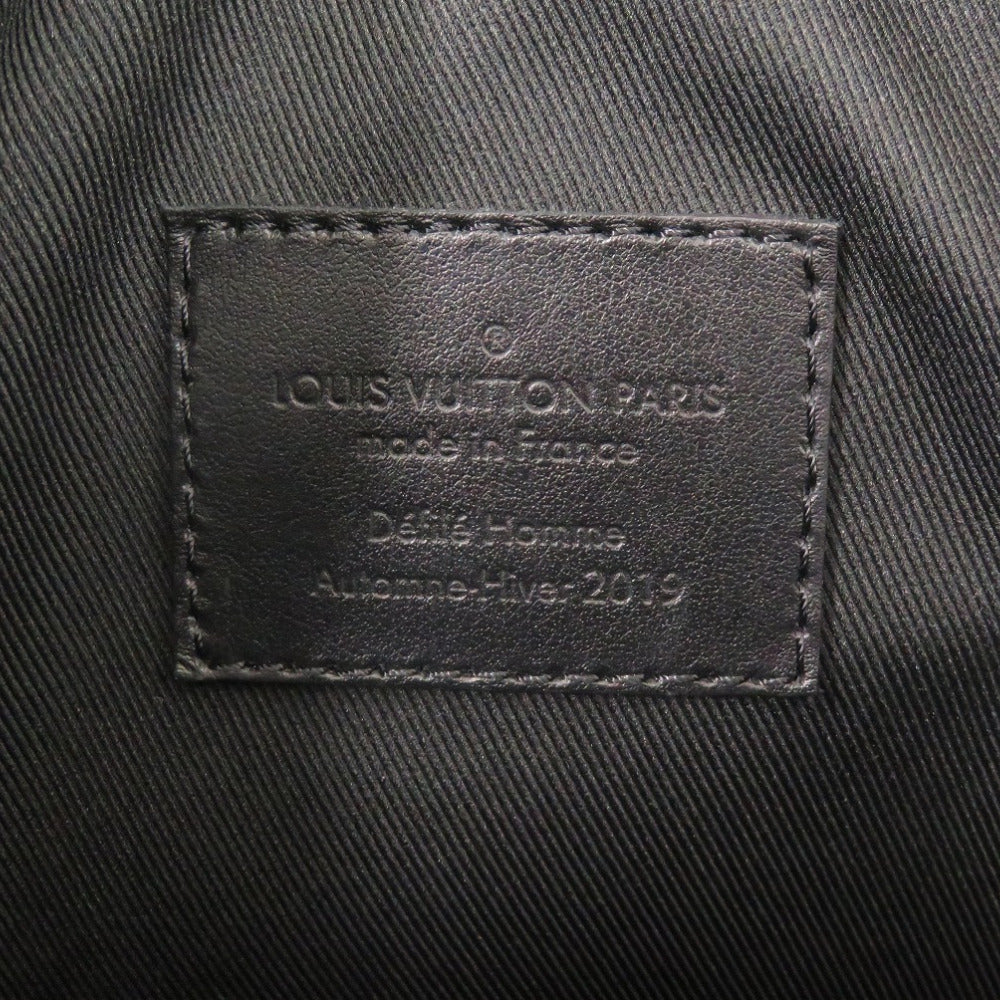 ®
LOUIS VUITTON PARIS
made in France
Défilé Homme
Automne-Hiver 2019